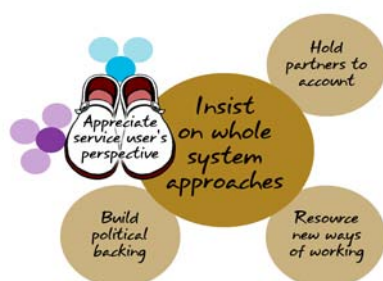 Hold
partners to
account
Appreciate
service user's
perspective
Insist
on whole
system
approaches
Build
political
backing
Resource
new ways
of working